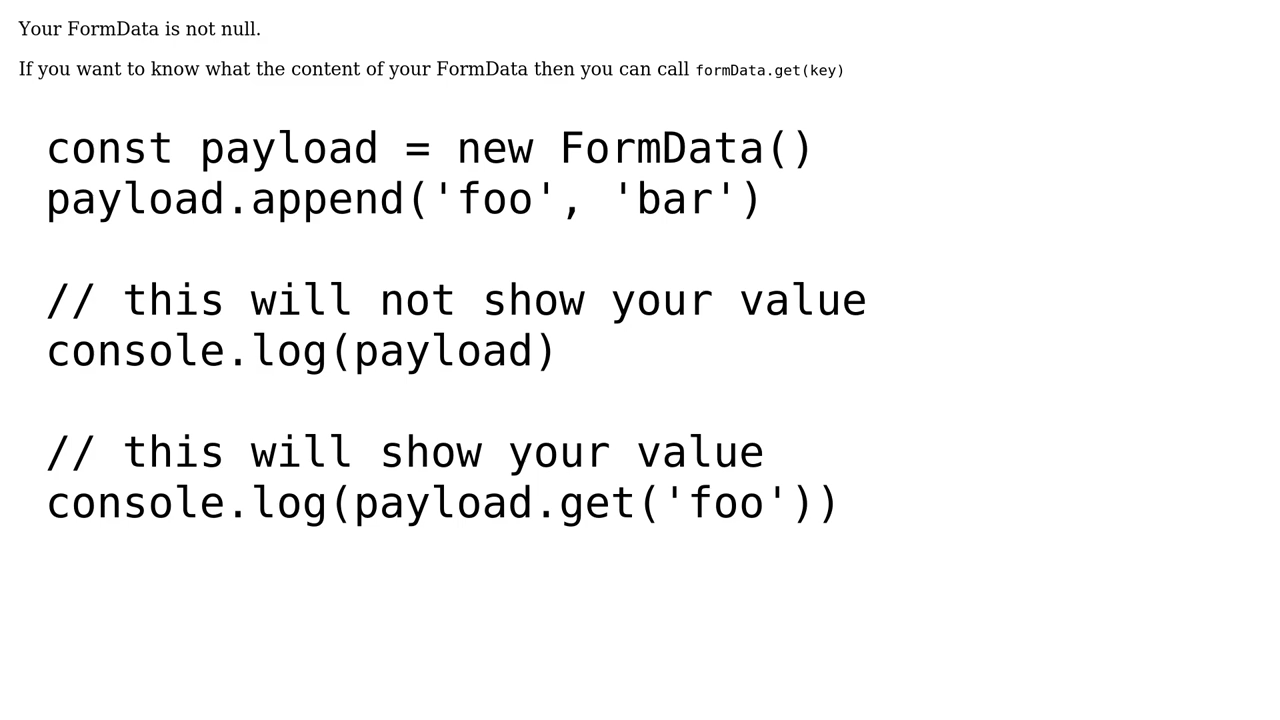 Your FormData is not null.
If you want to know what the content of your FormData then you can call formData.get(key)
const payload = new FormData()
payload.append('foo', 'bar')
// this will not show your value
console.log(payload)
// this will show your value
console.log(payload.get('foo'))